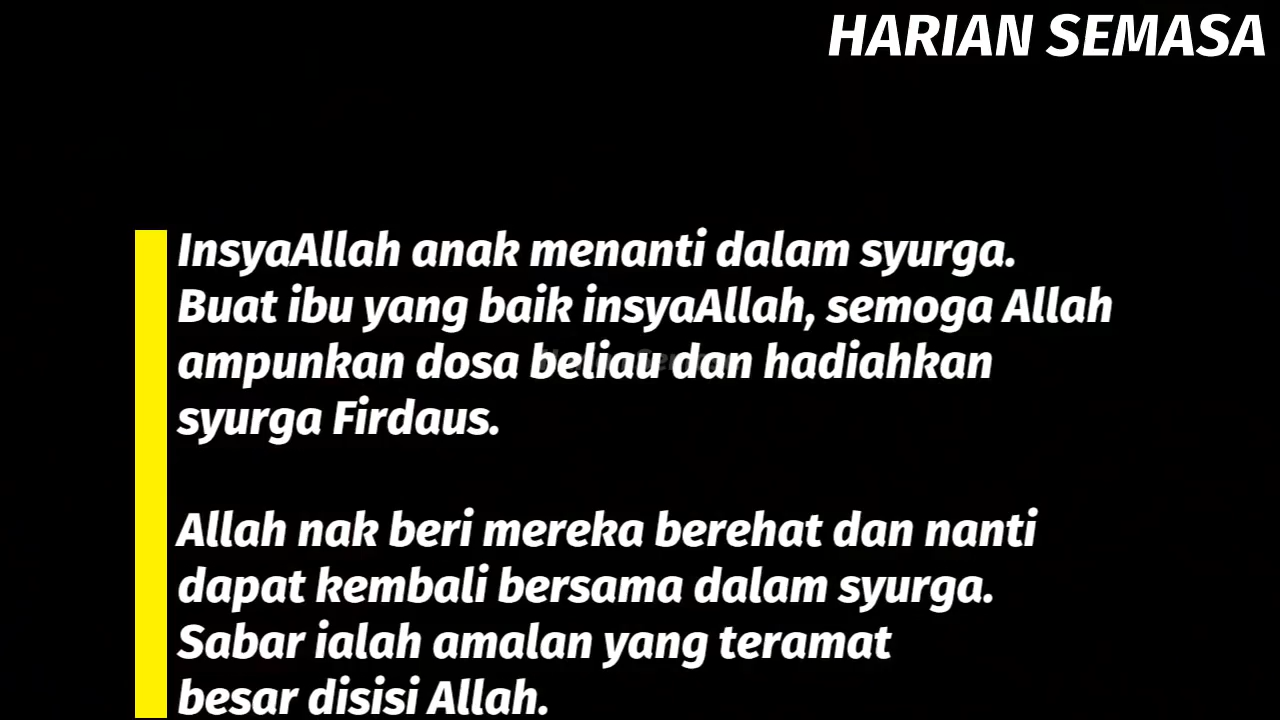 HARIAN SEMASA
InsyaAllah anak menanti dalam syurga.
Buat ibu yang baik insyaAllah, semoga Allah
ampunkan dosa beliau dan hadiahkan
syurga Firdaus.
Allah nak beri mereka berehat dan nanti
dapat kembali bersama dalam syurga.
Sabar ialah amalan yang teramat
besar disisi Allah.